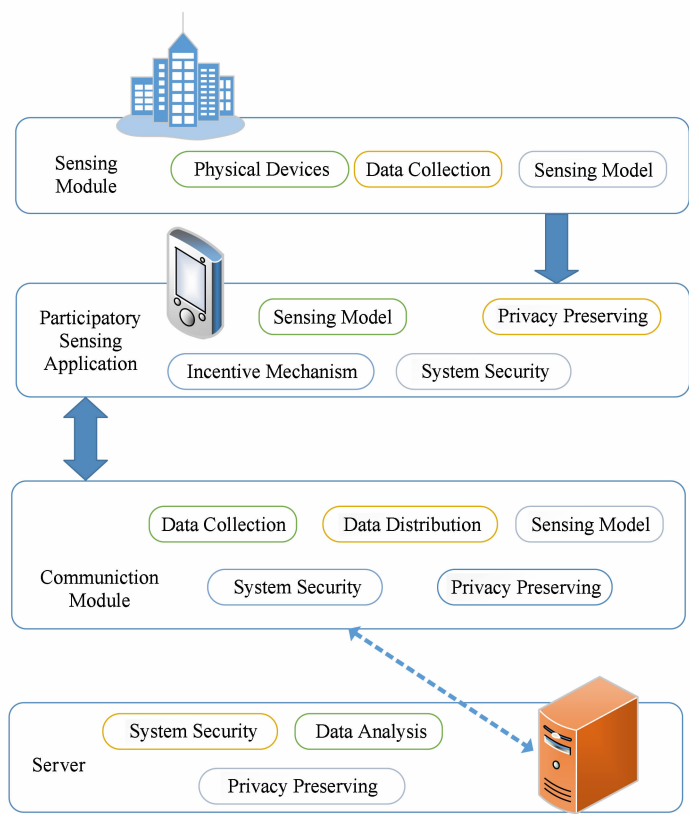 Sensing
Module
Physical Devices
Data Collection
Sensing Model
Participatory
Sensing
Application
Sensing Model
Privacy Preserving
Incentive Mechanism
System Security
Communiction
Module
Data Collection
Data Distribution
Sensing Model
System Security
Privacy Preserving
Server
System Security
Data Analysis
Privacy Preserving